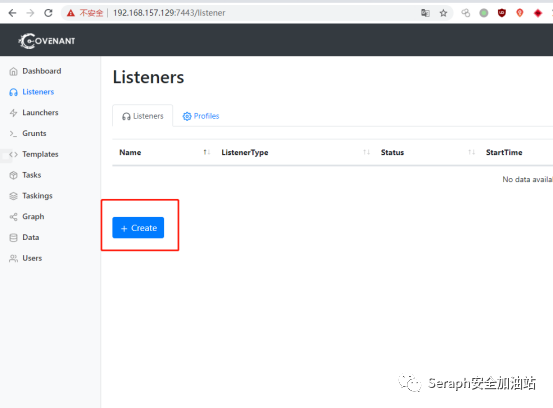 不安全 192.168.157.129:7443/listener
COVENANT
Dashboard
Listeners
Launchers
Grunts
Templates
Tasks
Taskings
Graph
Data
Users
Listeners
Listeners Profiles
Name ListenerType Status StartTime
No data availa
+ Create
Seraph安全加油站